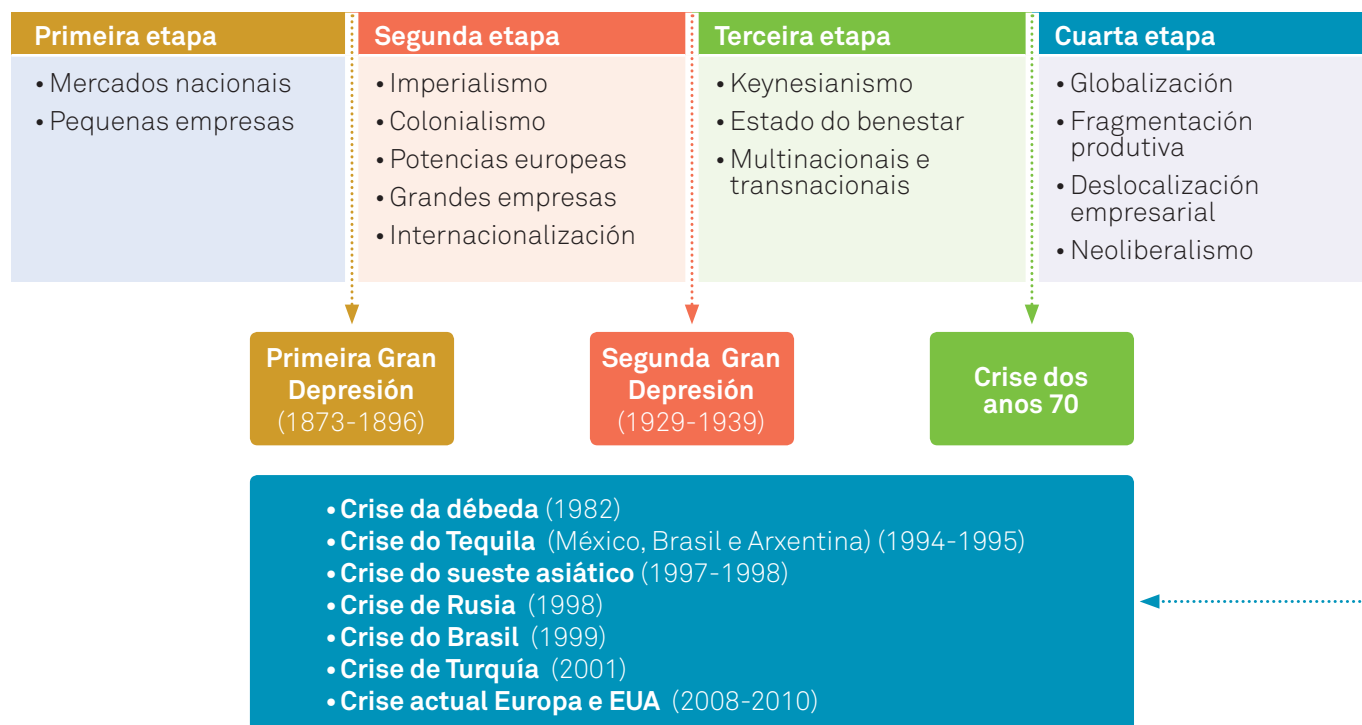 Primeira etapa
• Mercados nacionais
• Pequenas empresas
Segunda etapa
• Imperialismo
• Colonialismo
• Potencias europeas
• Grandes empresas
• Internacionalización
Terceira etapa
• Keynesianismo
• Estado do benestar
• Multinacionais e
transnacionais
Cuarta etapa
• Globalización
• Fragmentación
produtiva
• Deslocalización
empresarial
• Neoliberalismo
Primeira Gran
Depresión
(1873-1896)
Segunda Gran
Depresión
(1929-1939)
Crise dos
anos 70
• Crise da débeda (1982)
• Crise do Tequila (México, Brasil e Arxentina) (1994-1995)
• Crise do sueste asiático (1997-1998)
• Crise de Rusia (1998)
• Crise do Brasil (1999)
• Crise de Turquía (2001)
• Crise actual Europa e EUA (2008-2010)